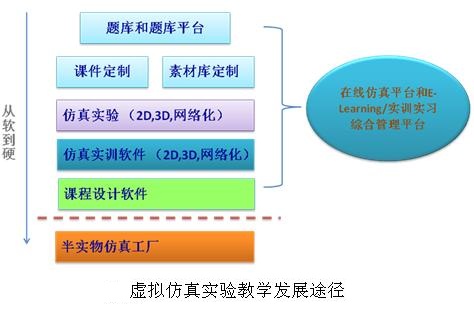 题库和题库平台
课件定制
素材库定制
仿真实验（2D,3D,网络化）
仿真实训软件（2D,3D,网络化）
课程设计软件
半实物仿真工厂
从软到硬
在线仿真平台和E-
Learning/实训实习
综合管理平台
虚拟仿真实验教学发展途径